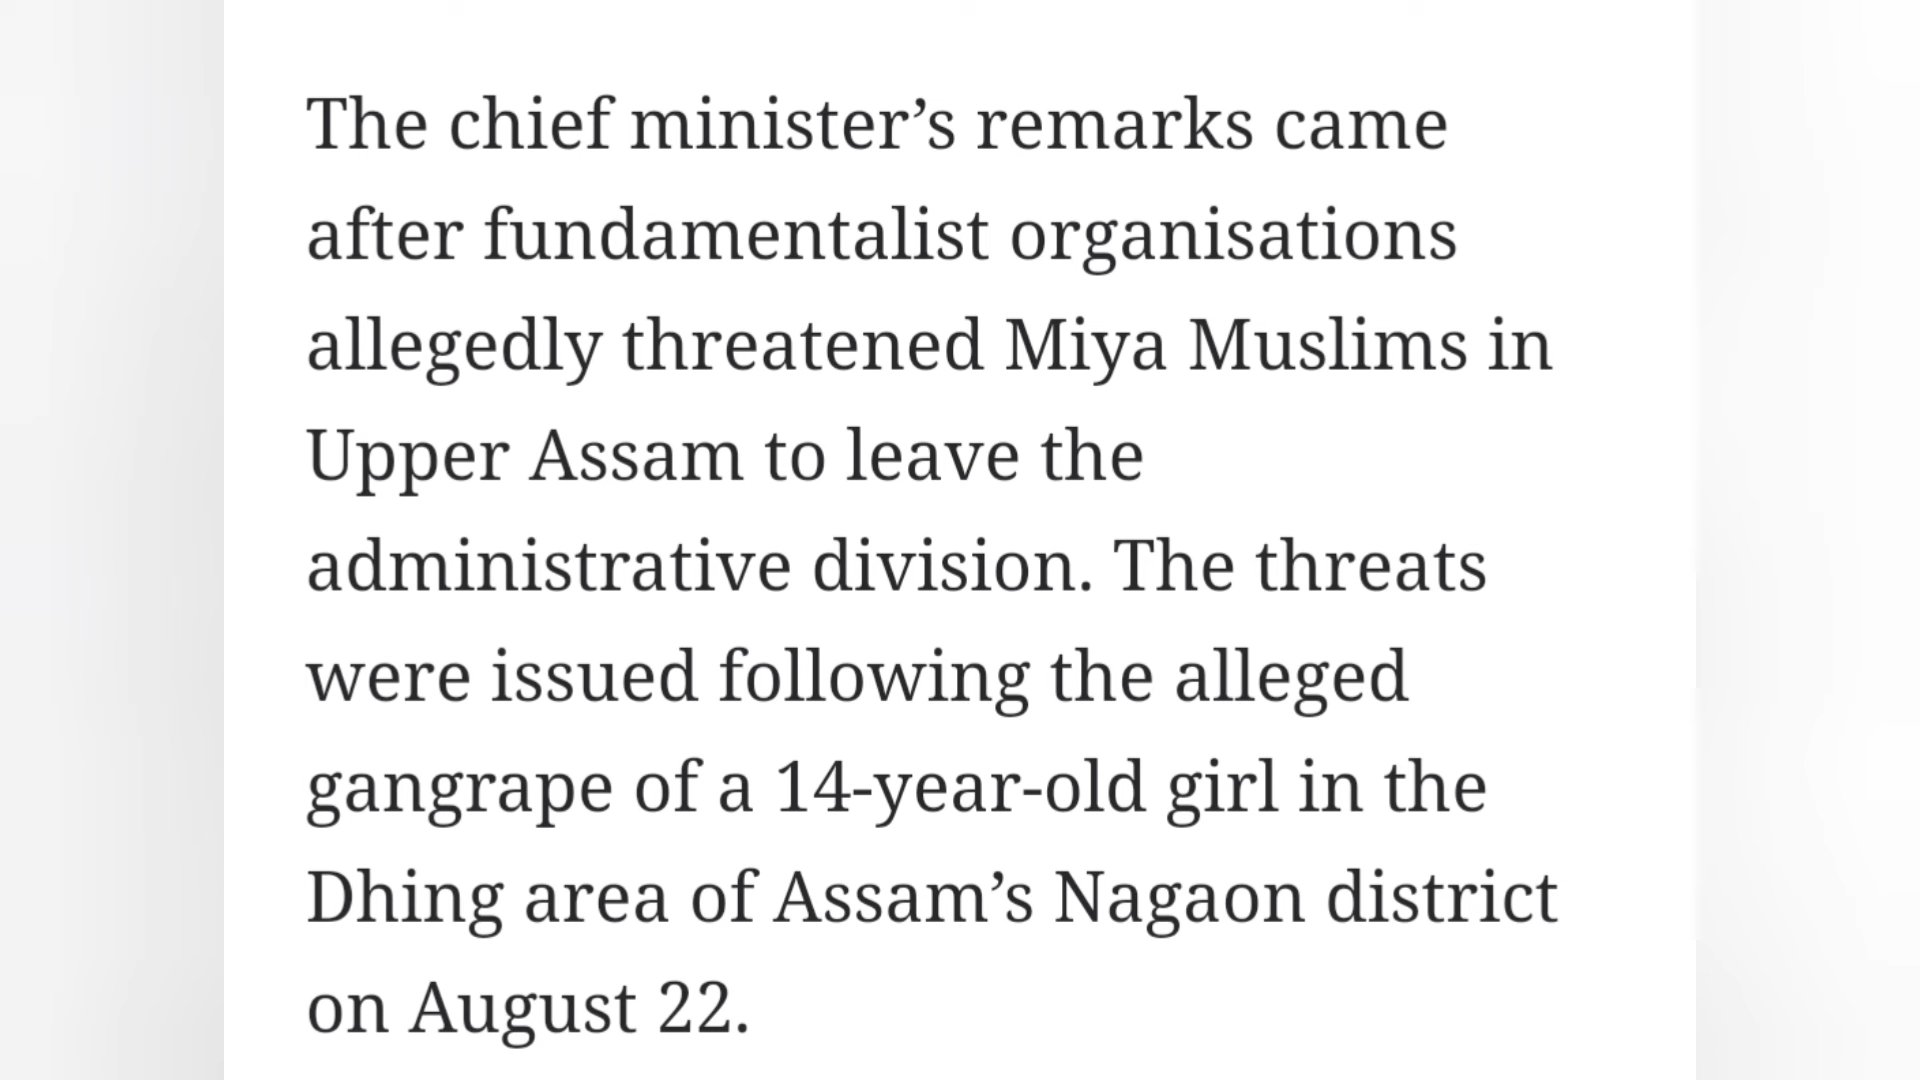 The chief minister’s remarks came
after fundamentalist organisations
allegedly threatened Miya Muslims in
Upper Assam to leave the
administrative division. The threats
were issued following the alleged
gangrape of a 14-year-old girl in the
Dhing area of Assam’s Nagaon district
on August 22.